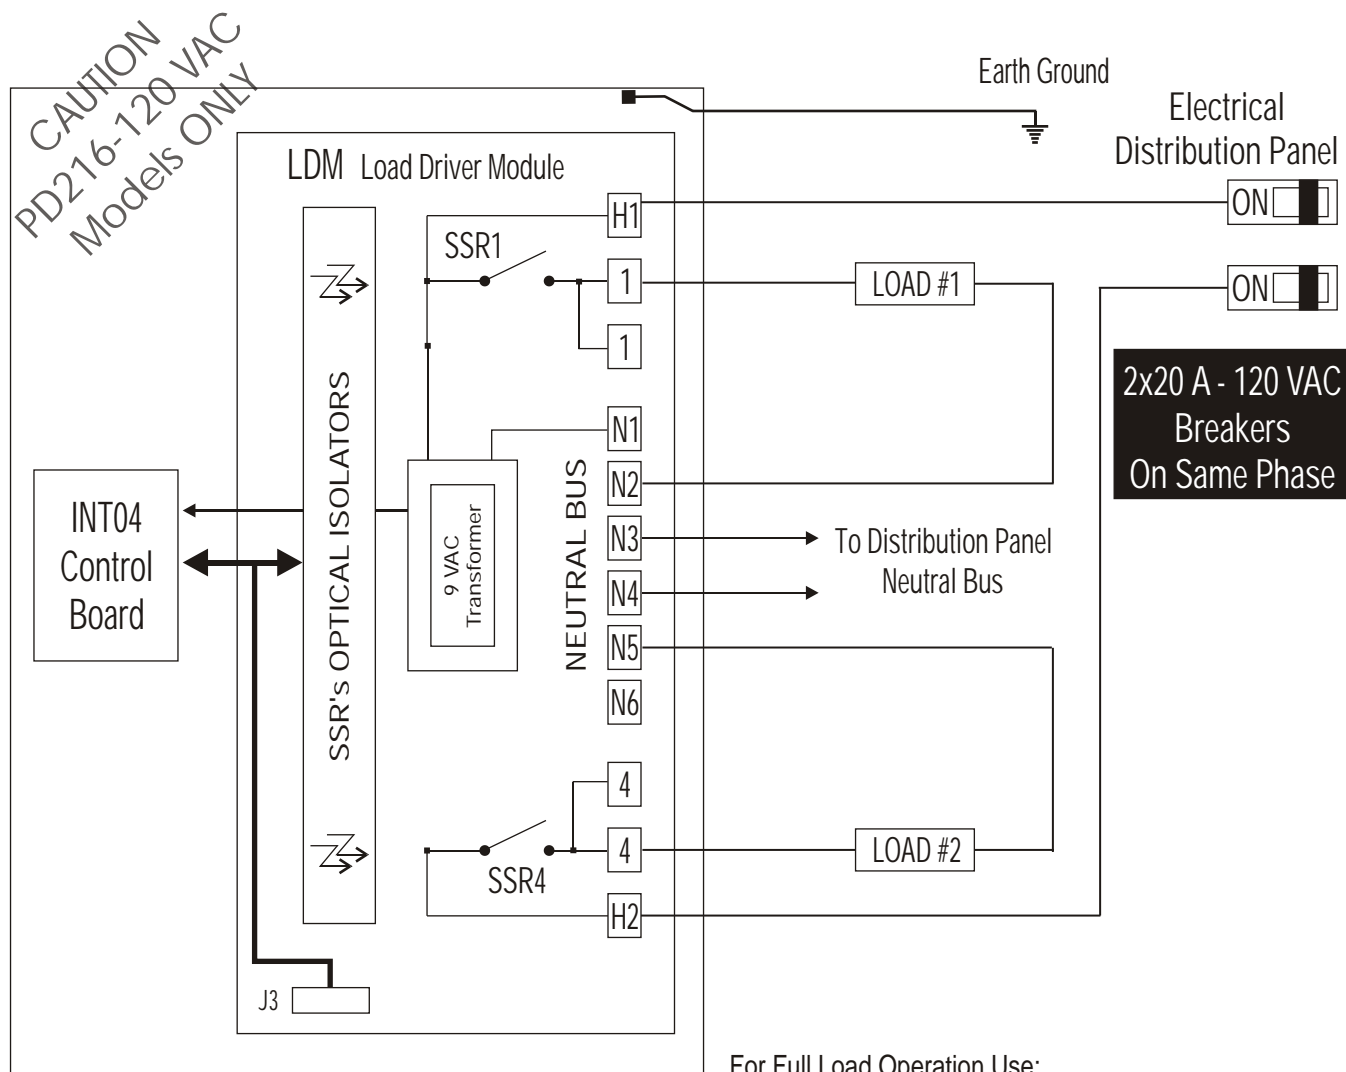 CAUTION
PD216-120 VAC
Models ONLY
Earth Ground
Electrical
Distribution Panel
LDM Load Driver Module
H1
ON
SSR1
1
LOAD #1
ON
1
2x20 A - 120 VAC
Breakers
On Same Phase
SSR's OPTICAL ISOLATORS
N1
NEUTRAL BUS
N2
INT04
Control
Board
9 VAC
Transformer
N3
To Distribution Panel
Neutral Bus
N4
N5
N6
4
4
LOAD #2
SSR4
H2
J3
For Full Load Operation Use: